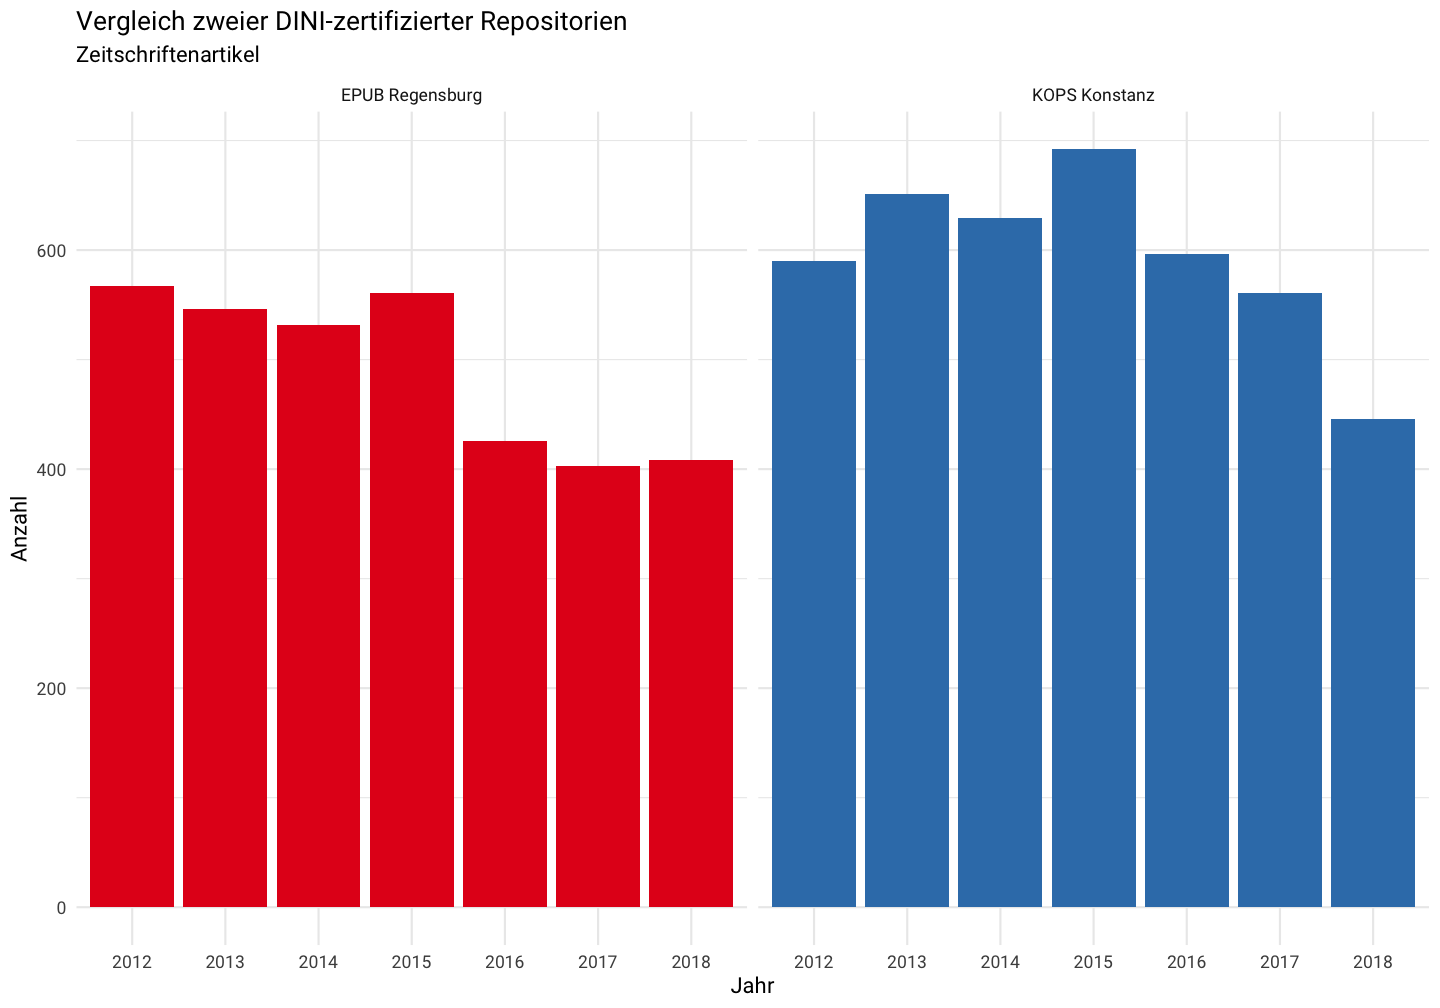 Vergleich zweier DINI-zertifizierter Repositorien
Zeitschriftenartikel
EPUB Regensburg
KOPS Konstanz
Anzahl
600
400
200
0
2012 2013 2014 2015 2016 2017 2018
2012 2013 2014 2015 2016 2017 2018
Jahr